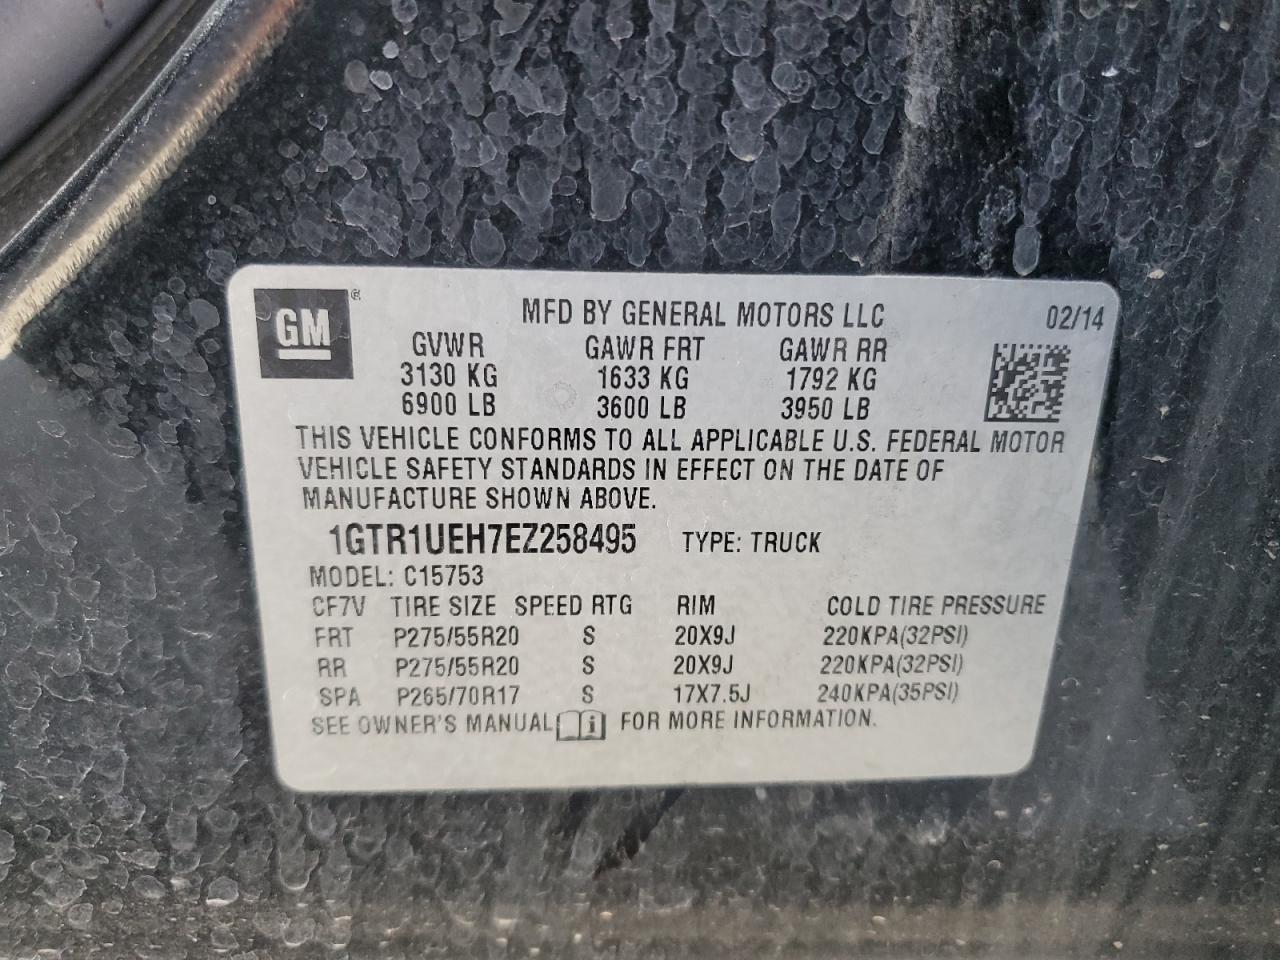 GM ©
MFD BY GENERAL MOTORS LLC 02/14
GVWR GAWR FRT GAWR RR
3130 KG 1633 KG 1792 KG
6900 LB 3600 LB 3950 LB
THIS VEHICLE CONFORMS TO ALL APPLICABLE U.S. FEDERAL MOTOR
VEHICLE SAFETY STANDARDS IN EFFECT ON THE DATE OF
MANUFACTURE SHOWN ABOVE.
1GTR1UEH7EZ258495 TYPE: TRUCK
MODEL: C15753
CF7V TIRE SIZE SPEED RTG RIM COLD TIRE PRESSURE
FRT P275/55R20 S 20X9J 220KPA(32PSI)
RR P275/55R20 S 20X9J 220KPA(32PSI)
SPA P265/70R17 S 17X7.5J 240KPA(35PSI)
SEE OWNER'S MANUAL i FOR MORE INFORMATION.